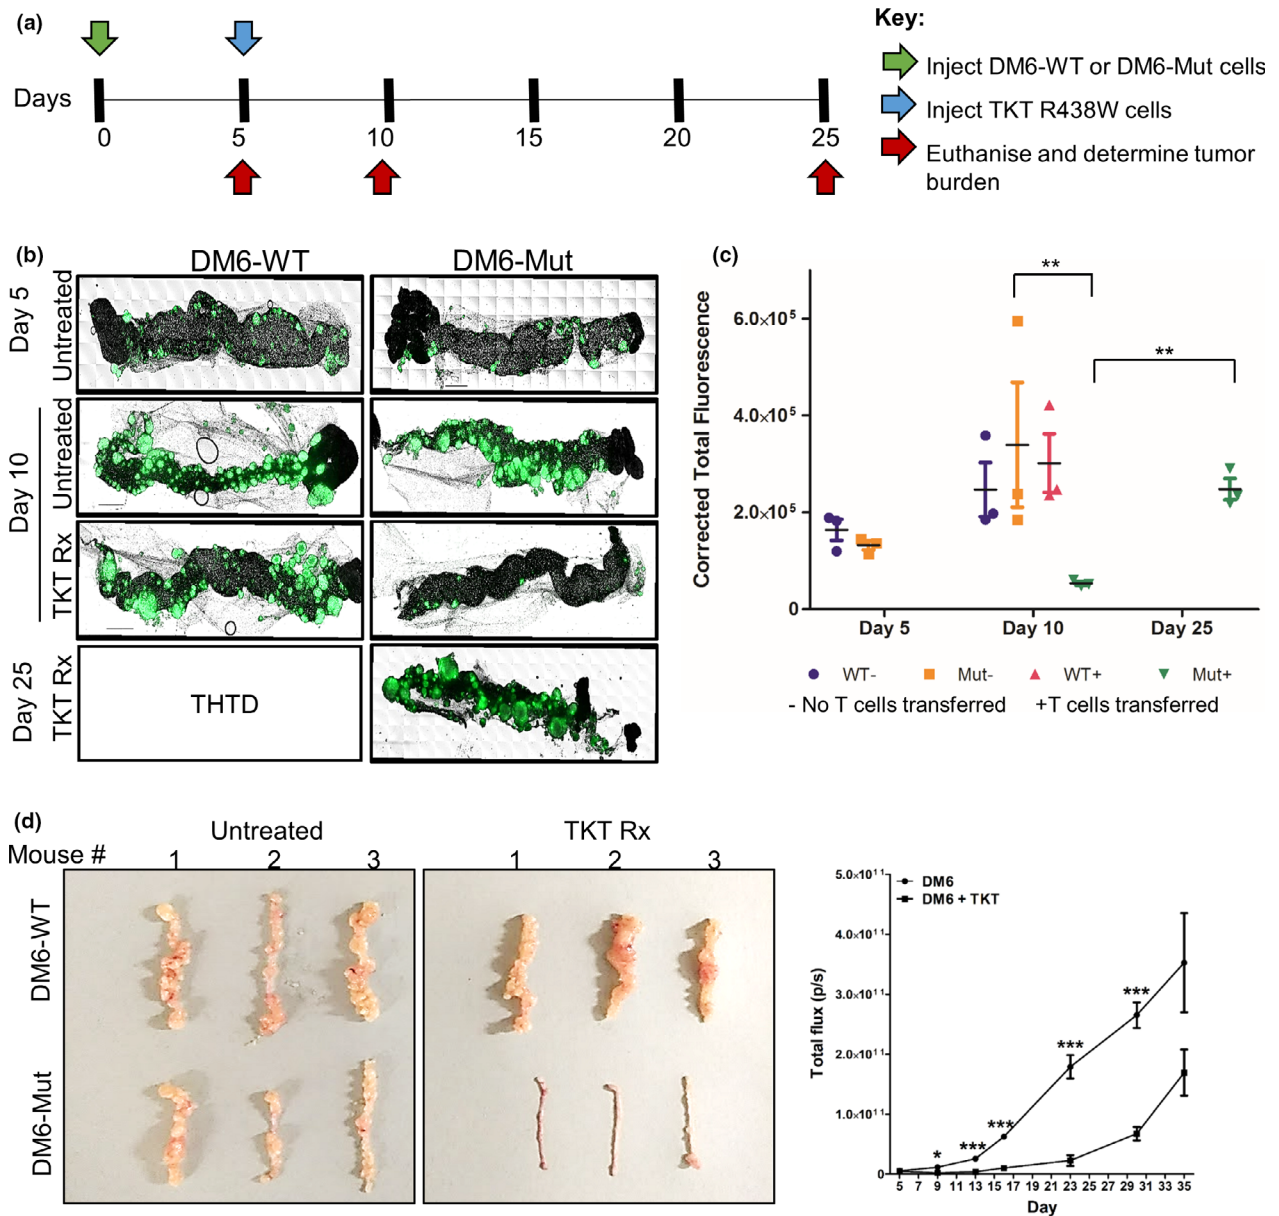 (a)
Key:
Inject DM6-WT or DM6-Mut cells
Inject TKT R438W cells
Euthanise and determine tumor
burden
Days
0 5 10 15 20 25
(b)
DM6-WT DM6-Mut
Day 5
Untreated
Day 10
Untreated
TKT Rx
Day 25
TKT Rx
THTD
(c)
**
**
Corrected Total Fluorescence
6.0×10⁵
4.0×10⁵
2.0×10⁵
0
Day 5 Day 10 Day 25
WT- Mut- WT+ Mut+
- No T cells transferred +T cells transferred
(d)
Untreated TKT Rx
Mouse # 1 2 3 1 2 3
DM6-WT
DM6-Mut
DM6
DM6 + TKT
Total flux (p/s)
5.0×10¹¹
4.0×10¹¹
3.0×10¹¹
2.0×10¹¹
1.0×10¹¹
0
* *** *** *** ***
5 7 9 11 13 15 17 19 21 23 25 27 29 31 33 35
Day